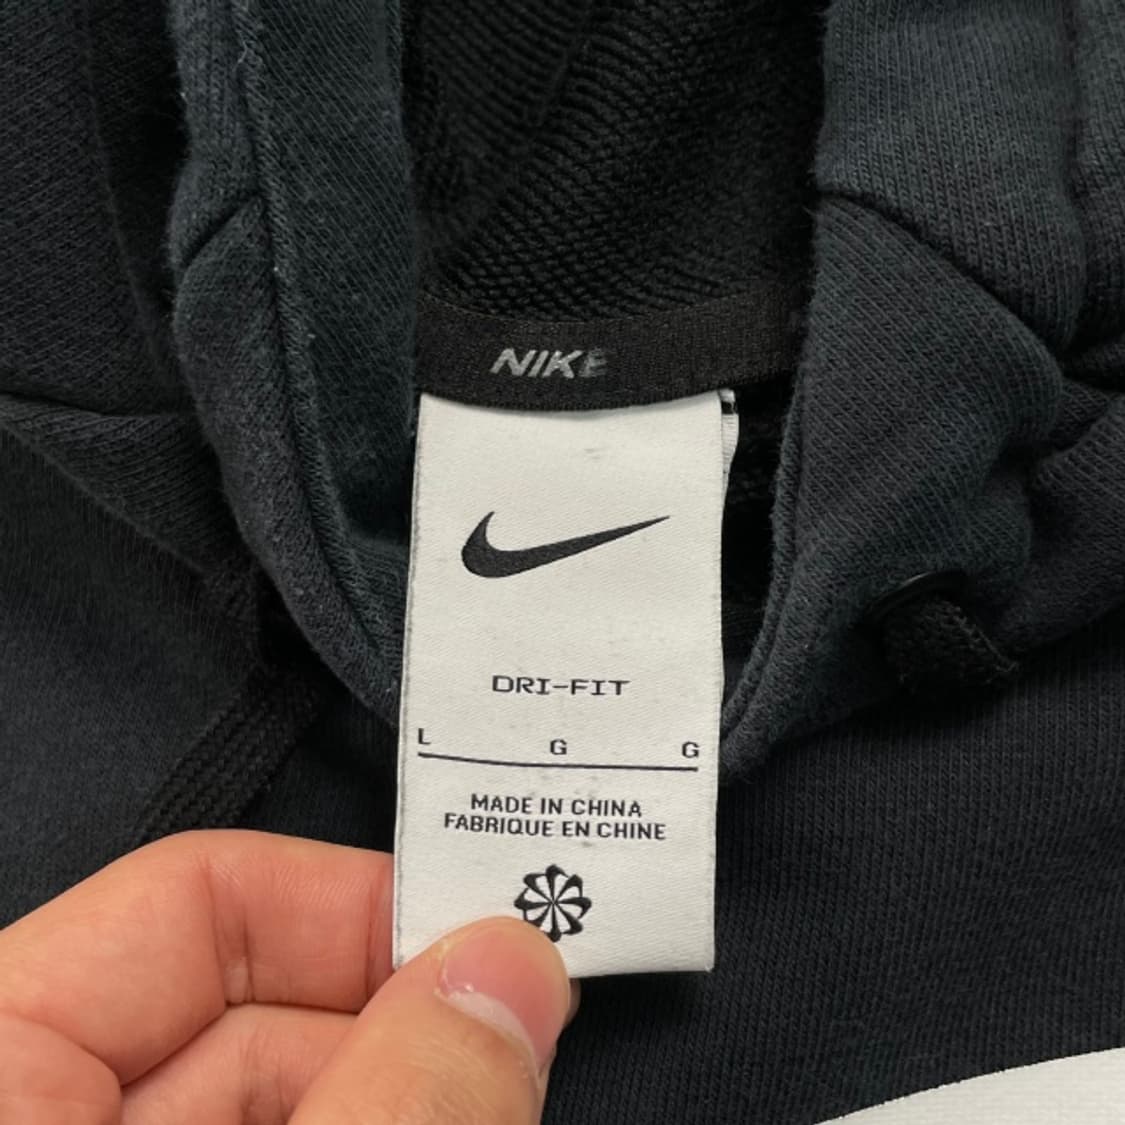 NIKE
DRI-FIT
L G G
MADE IN CHINA
FABRIQUE EN CHINE